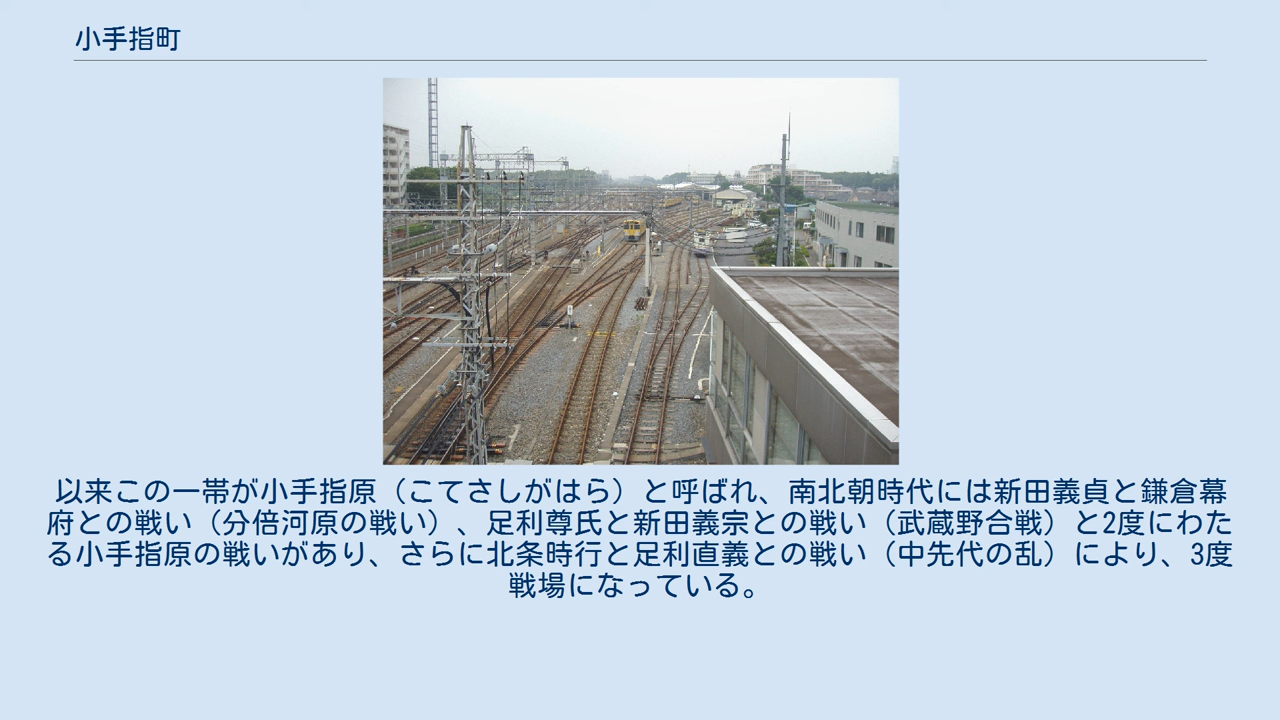 小手指町
以来この一帯が小手指原（こてさしがはら）と呼ばれ、南北朝時代には新田義貞と鎌倉幕
府との戦い（分倍河原の戦い）、足利尊氏と新田義宗との戦い（武蔵野合戦）と2度にわた
る小手指原の戦いがあり、さらに北条時行と足利直義との戦い（中先代の乱）により、3度
戦場になっている。